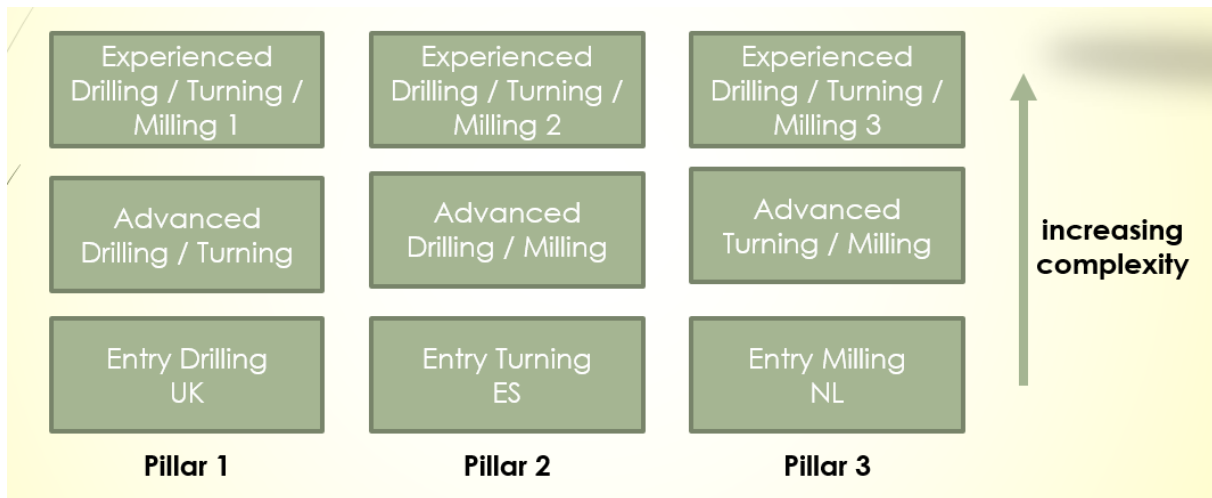 Experienced
Drilling / Turning /
Milling 1
Experienced
Drilling / Turning /
Milling 2
Experienced
Drilling / Turning /
Milling 3
Advanced
Drilling / Turning
Advanced
Drilling / Milling
Advanced
Turning / Milling
increasing
complexity
Entry Drilling
UK
Entry Turning
ES
Entry Milling
NL
Pillar 1
Pillar 2
Pillar 3